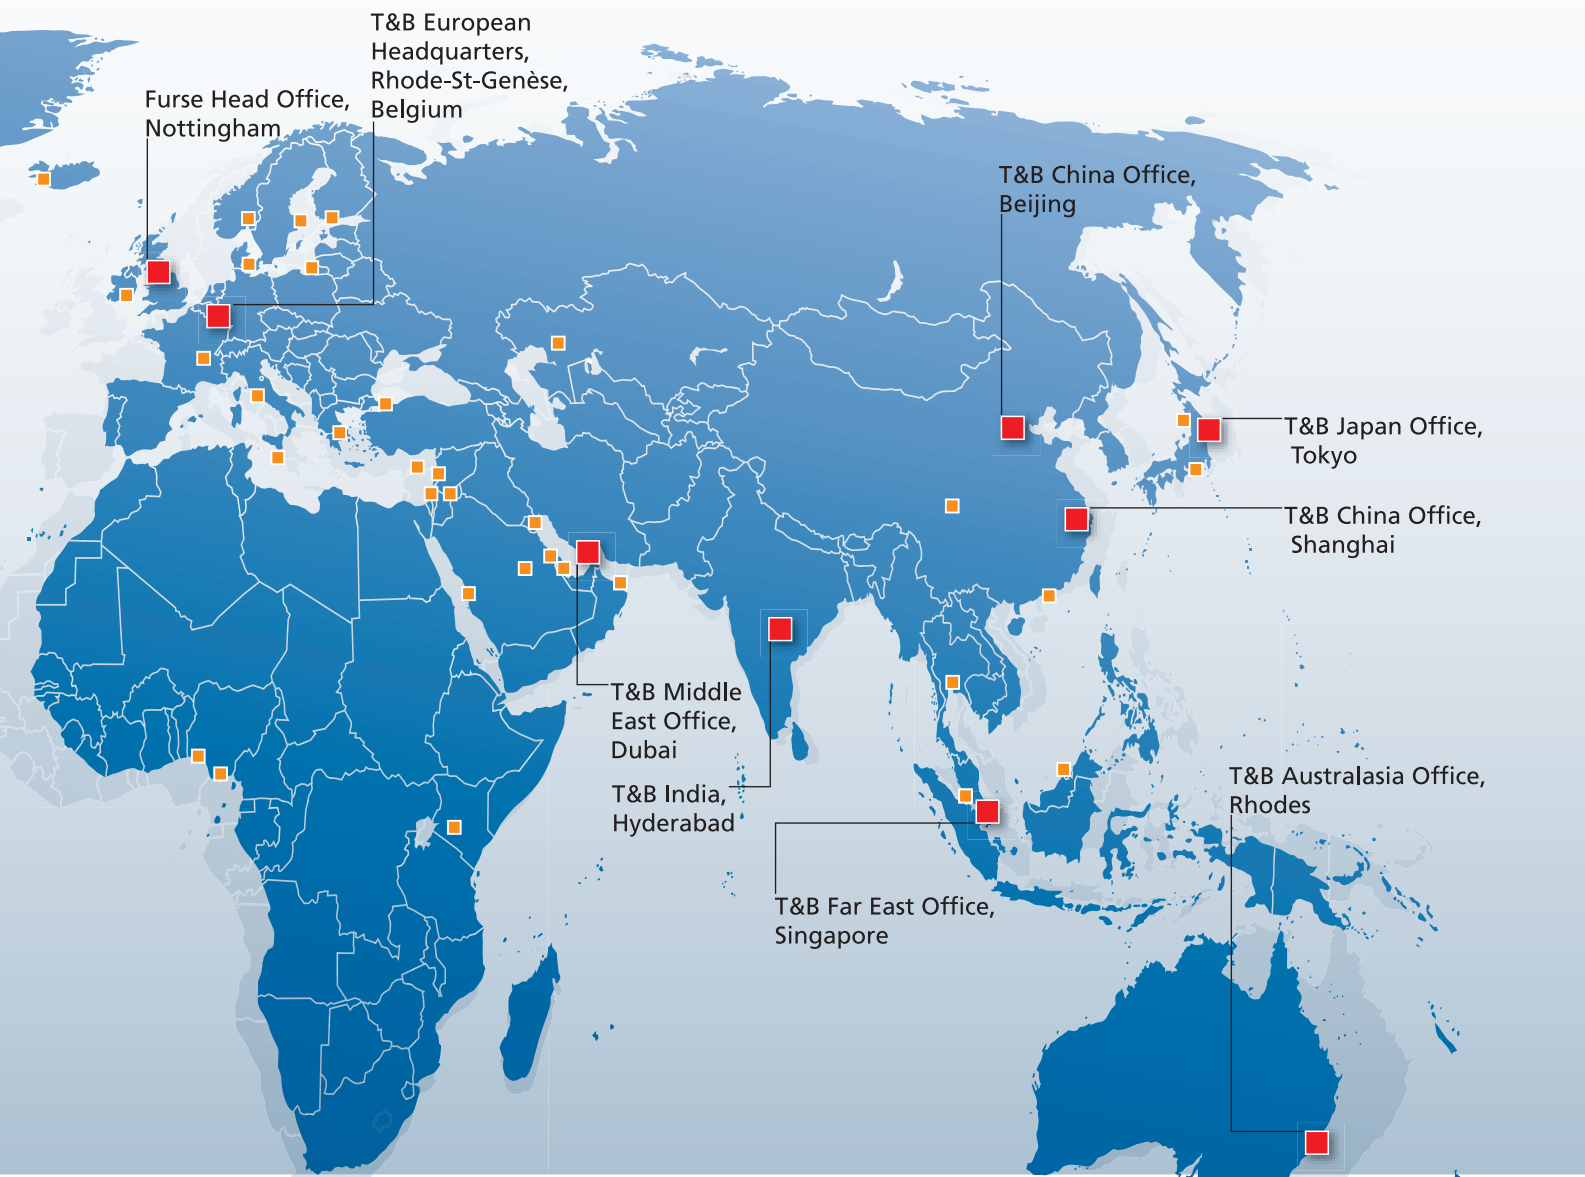 T&B European
Headquarters,
Rhode-St-Genèse,
Belgium
Furse Head Office,
Nottingham
T&B China Office,
Beijing
T&B Japan Office,
Tokyo
T&B China Office,
Shanghai
T&B Middle
East Office,
Dubai
T&B India,
Hyderabad
T&B Australasia Office,
Rhodes
T&B Far East Office,
Singapore